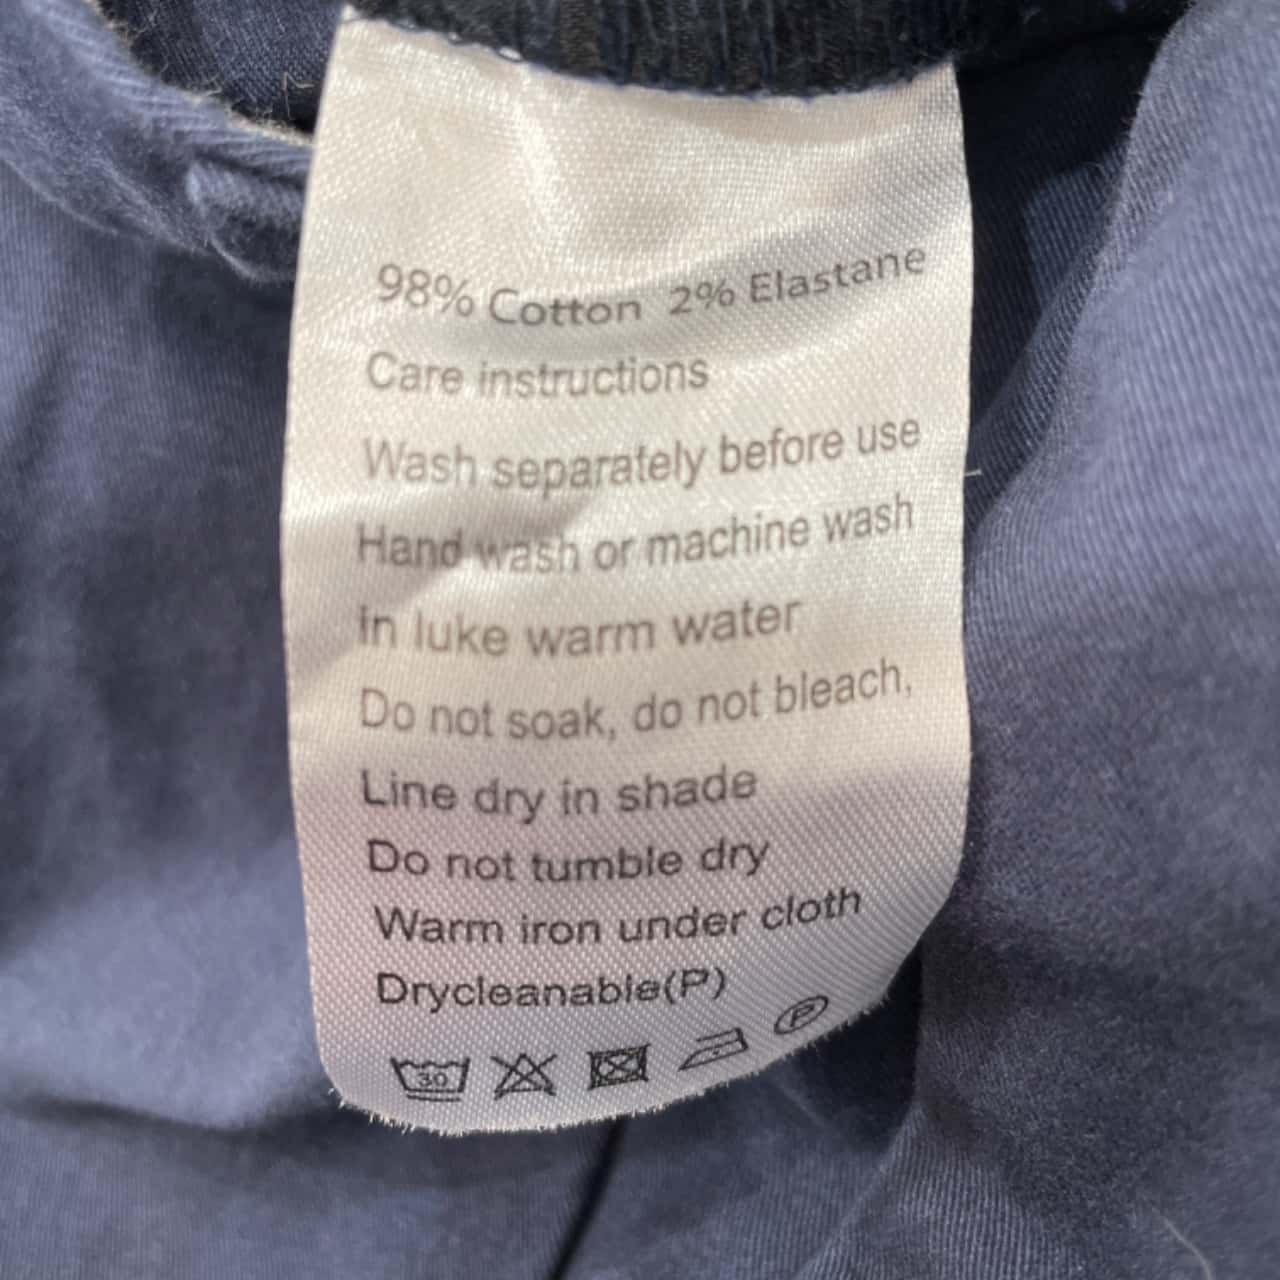 98% Cotton 2% Elastane
Care instructions
Wash separately before use
Hand wash or machine wash
in luke warm water
Do not soak, do not bleach,
Line dry in shade
Do not tumble dry
Warm iron under cloth
Drycleanable(P)
30 P